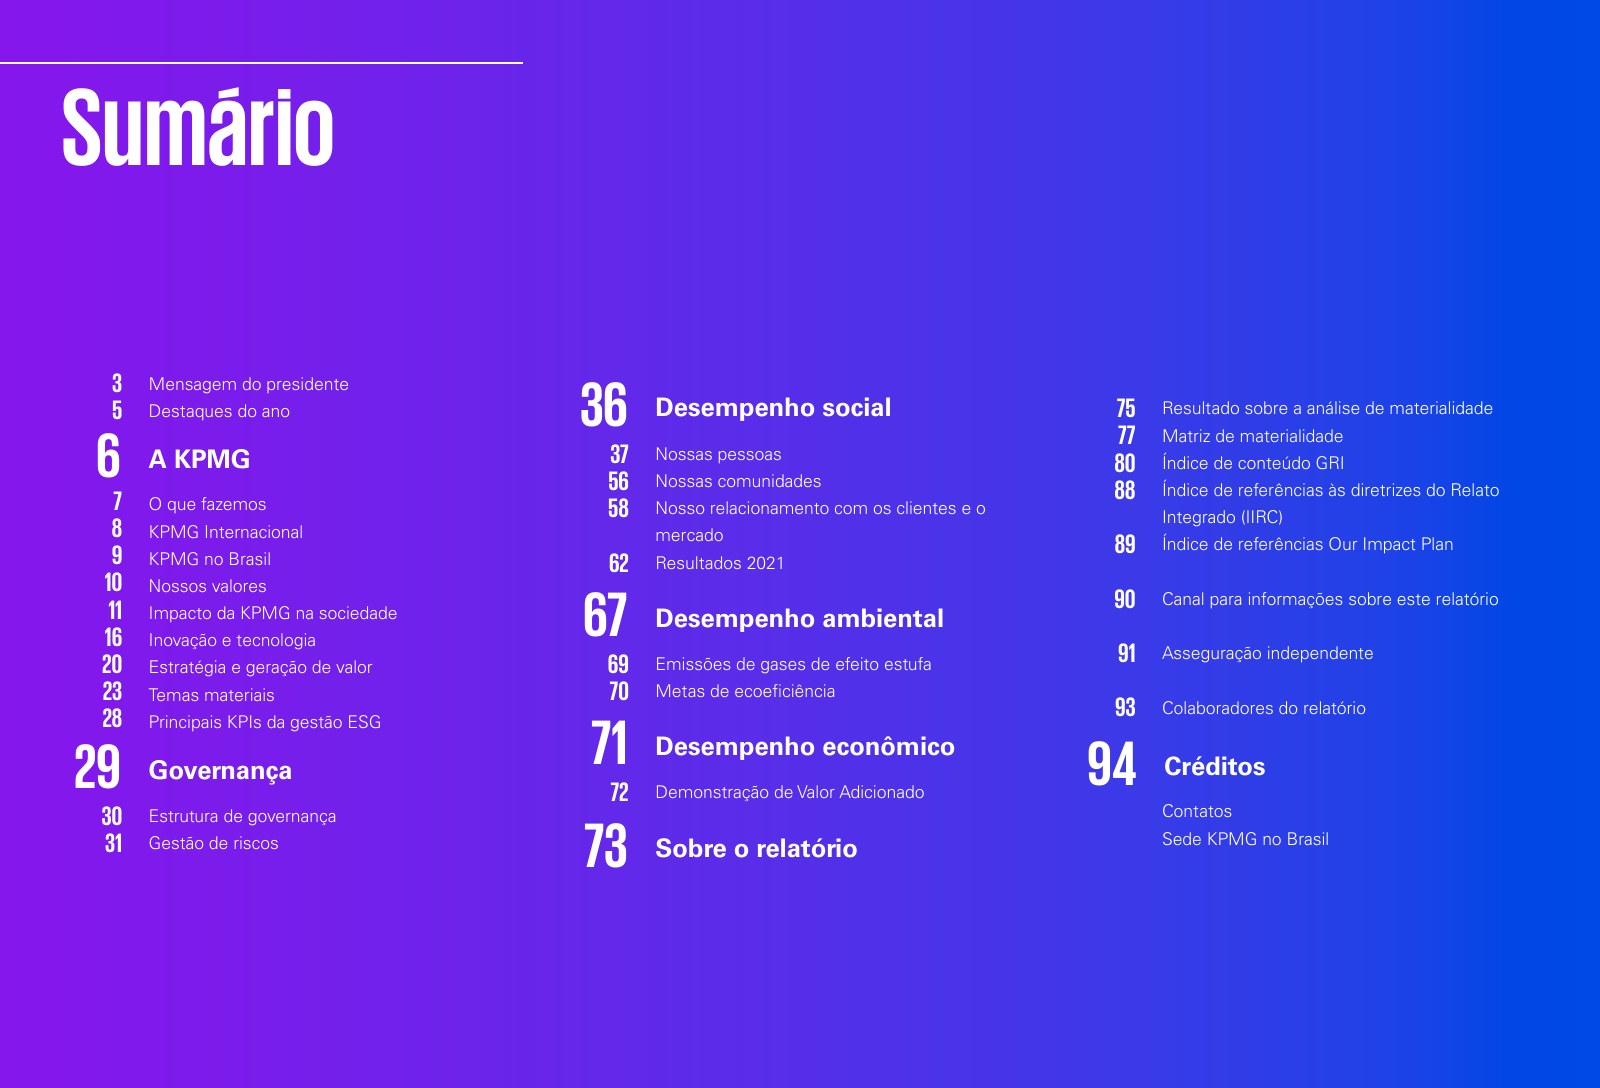 Sumário
3 Mensagem do presidente
5 Destaques do ano
6 A KPMG
7 O que fazemos
8 KPMG Internacional
9 KPMG no Brasil
10 Nossos valores
11 Impacto da KPMG na sociedade
16 Inovação e tecnologia
20 Estratégia e geração de valor
23 Temas materiais
28 Principais KPIs da gestão ESG
29 Governança
30 Estrutura de governança
31 Gestão de riscos
36 Desempenho social
37 Nossas pessoas
56 Nossas comunidades
58 Nosso relacionamento com os clientes e o
mercado
62 Resultados 2021
67 Desempenho ambiental
69 Emissões de gases de efeito estufa
70 Metas de ecoeficiência
71 Desempenho econômico
72 Demonstração de Valor Adicionado
73 Sobre o relatório
75 Resultado sobre a análise de materialidade
77 Matriz de materialidade
80 Índice de conteúdo GRI
88 Índice de referências às diretrizes do Relato
Integrado (IIRC)
89 Índice de referências Our Impact Plan
90 Canal para informações sobre este relatório
91 Asseguração independente
93 Colaboradores do relatório
94 Créditos
Contatos
Sede KPMG no Brasil